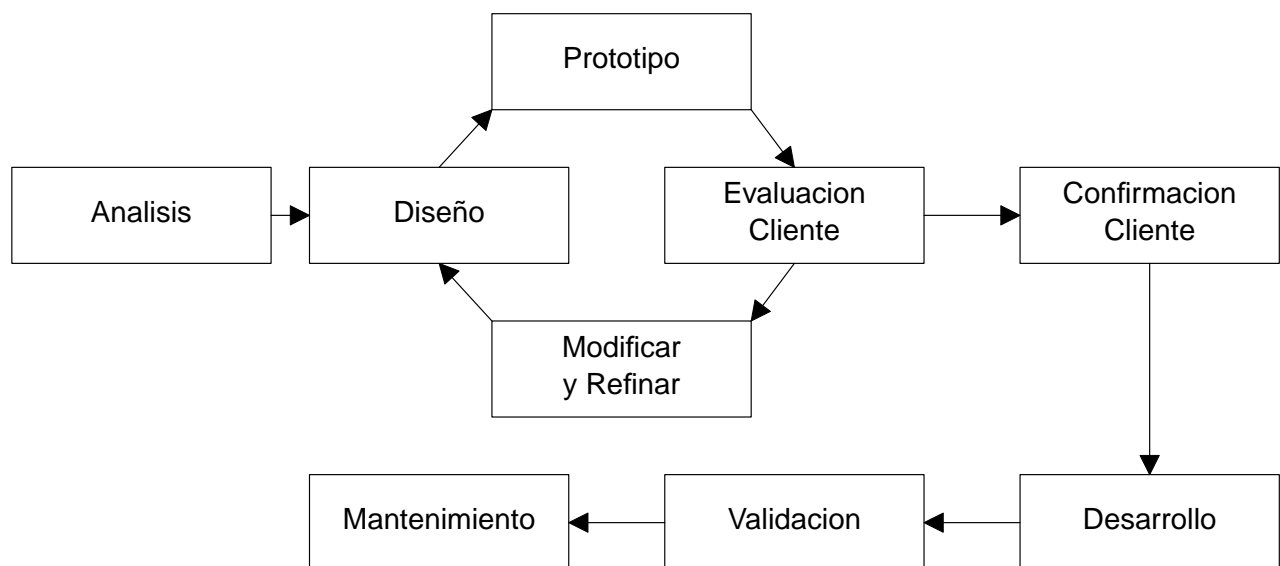 Prototipo
Analisis
Diseño
Evaluacion
Cliente
Confirmacion
Cliente
Modificar
y Refinar
Mantenimiento
Validacion
Desarrollo